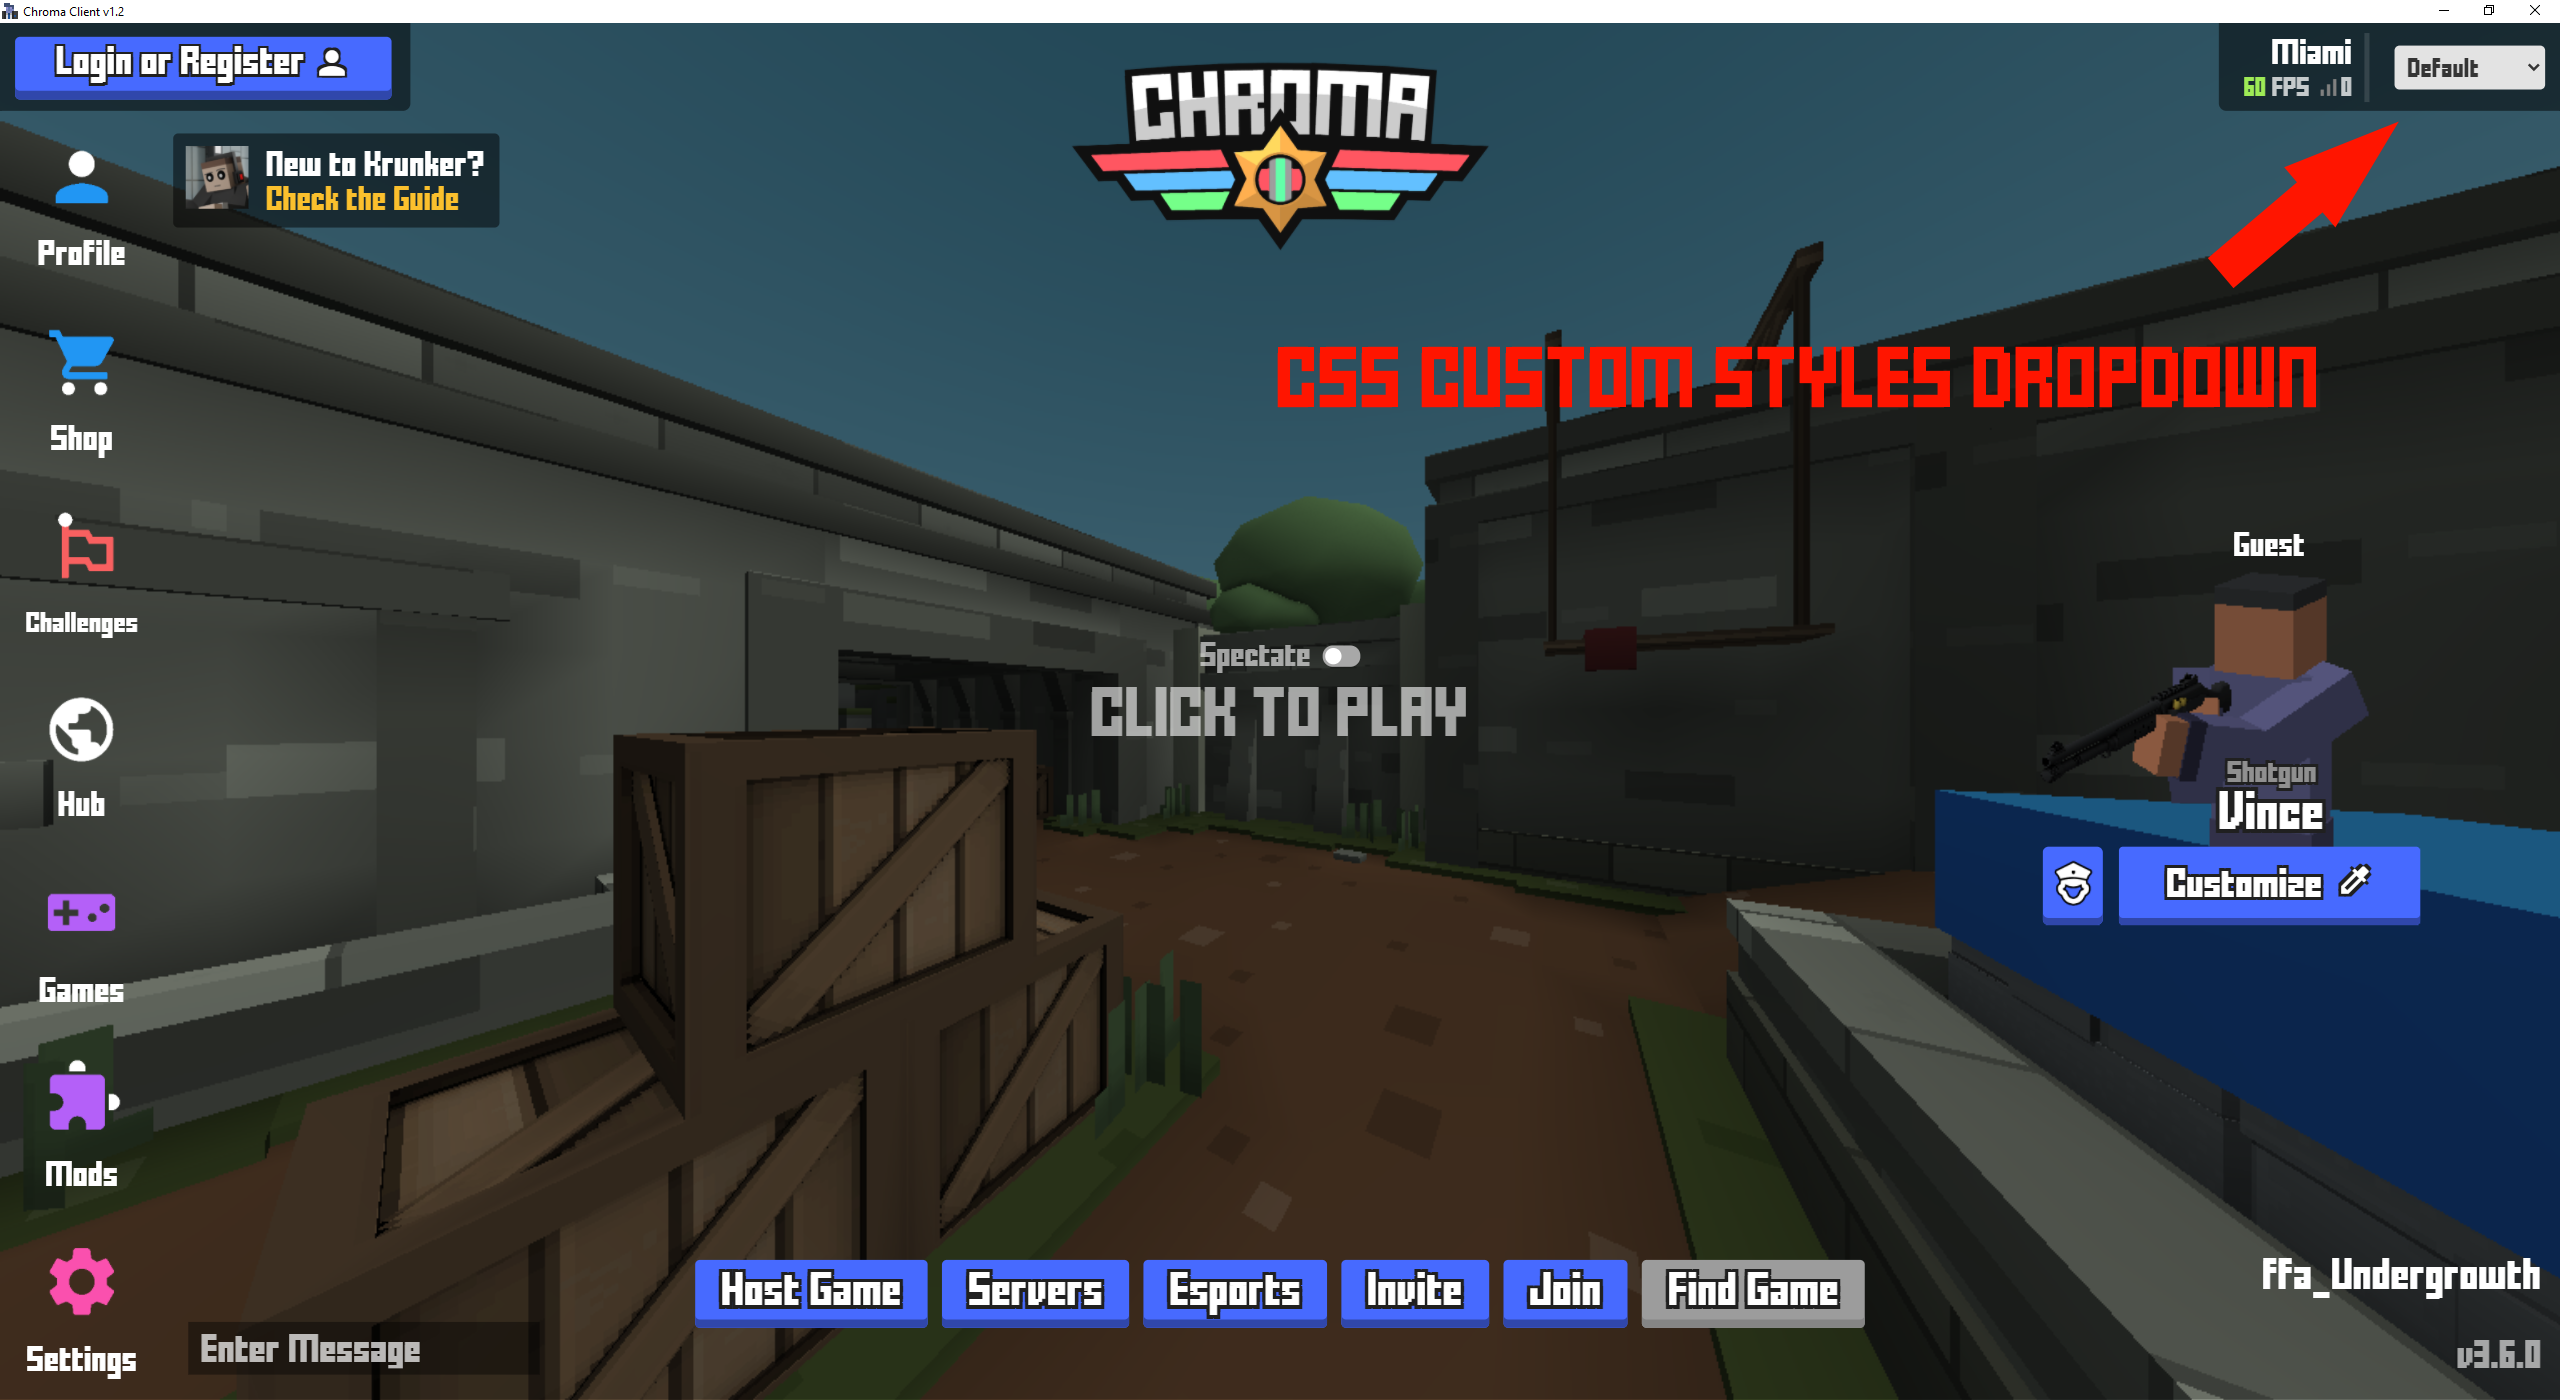 Chroma Client v1.2
Login or Register
Miami
60 FPS 0
Default
CHROMA
New to Krunker?
Check the Guide
Profile
Shop
Challenges
Hub
Games
Mods
Settings
CSS CUSTOM STYLES DROPDOWN
Spectate
CLICK TO PLAY
Guest
Shotgun
Vince
Customize
Host Game
Servers
Esports
Invite
Join
Find Game
Enter Message
ffa_Undergrowth
v3.6.0